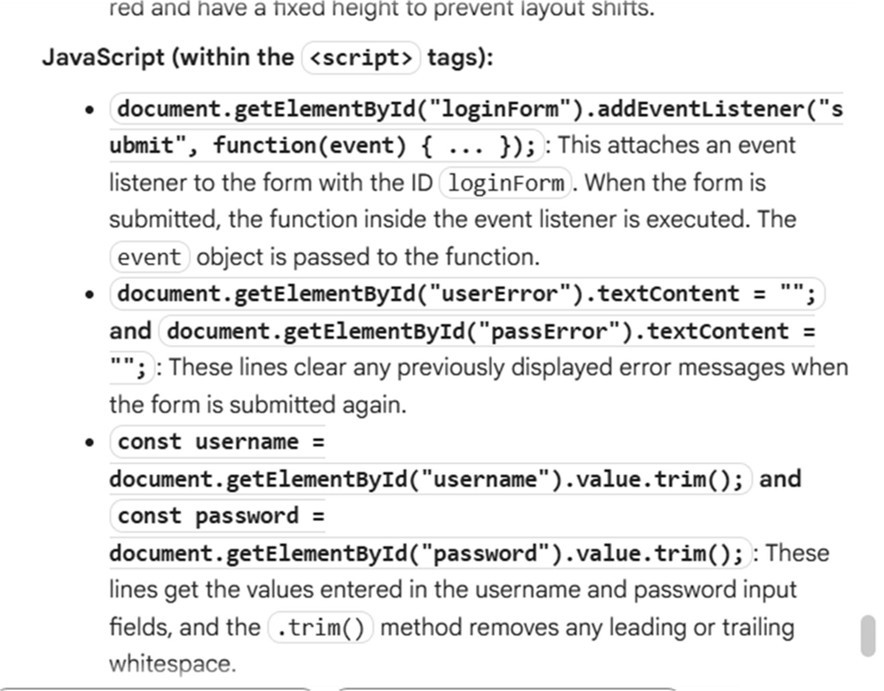 red and have a fixed height to prevent layout shifts.
JavaScript (within the <script> tags):
• document.getElementById("loginForm").addEventListener("s
ubmit", function(event) { ... }); : This attaches an event
listener to the form with the ID loginForm . When the form is
submitted, the function inside the event listener is executed. The
event object is passed to the function.
• document.getElementById("userError").textContent = "";
and document.getElementById("passError").textContent =
""; : These lines clear any previously displayed error messages when
the form is submitted again.
• const username =
document.getElementById("username").value.trim(); and
const password =
document.getElementById("password").value.trim(); : These
lines get the values entered in the username and password input
fields, and the .trim() method removes any leading or trailing
whitespace.